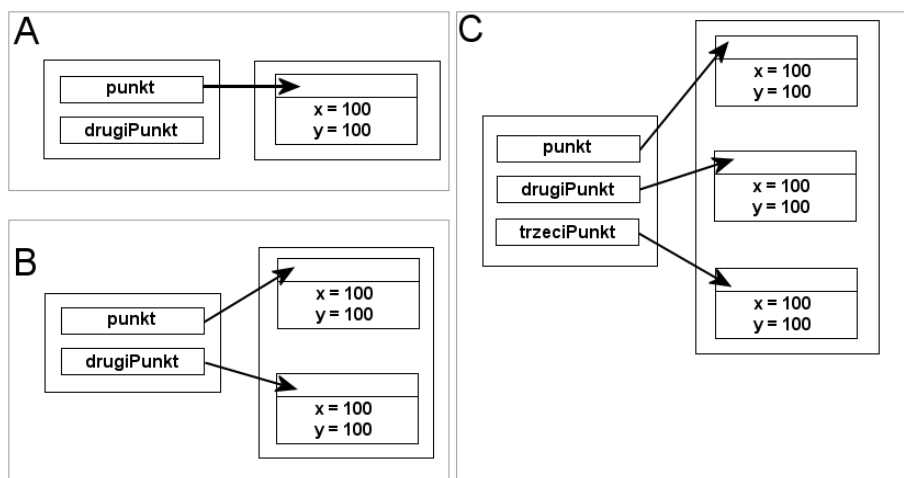 A
punkt
drugiPunkt
x = 100
y = 100
B
punkt
drugiPunkt
x = 100
y = 100
x = 100
y = 100
C
punkt
drugiPunkt
trzeciPunkt
x = 100
y = 100
x = 100
y = 100
x = 100
y = 100